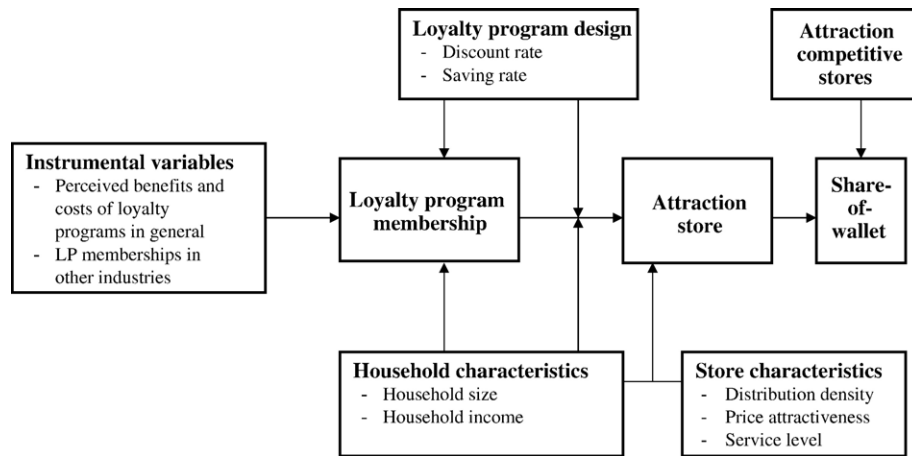 Loyalty program design
- Discount rate
- Saving rate
Attraction
competitive
stores
Instrumental variables
- Perceived benefits and
costs of loyalty
programs in general
- LP memberships in
other industries
Loyalty program
membership
Attraction
store
Share-
of-
wallet
Household characteristics
- Household size
- Household income
Store characteristics
- Distribution density
- Price attractiveness
- Service level